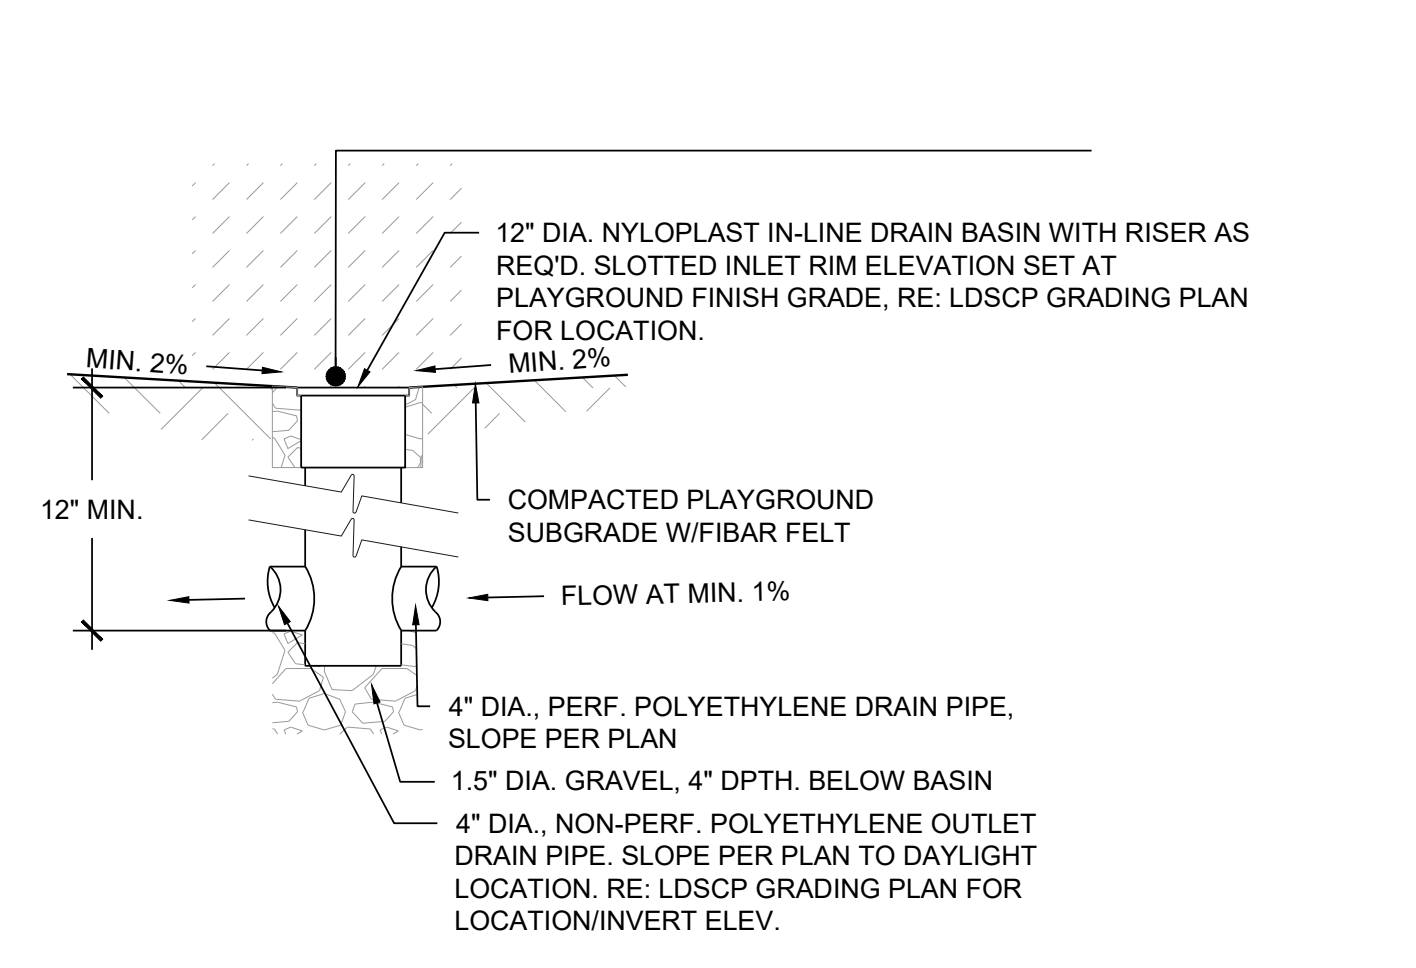 12" DIA. NYLOPLAST IN-LINE DRAIN BASIN WITH RISER AS
REQ'D. SLOTTED INLET RIM ELEVATION SET AT
PLAYGROUND FINISH GRADE, RE: LDSCP GRADING PLAN
FOR LOCATION.
MIN. 2%
MIN. 2%
12" MIN.
COMPACTED PLAYGROUND
SUBGRADE W/FIBAR FELT
FLOW AT MIN. 1%
4" DIA., PERF. POLYETHYLENE DRAIN PIPE,
SLOPE PER PLAN
1.5" DIA. GRAVEL, 4" DPTH. BELOW BASIN
4" DIA., NON-PERF. POLYETHYLENE OUTLET
DRAIN PIPE. SLOPE PER PLAN TO DAYLIGHT
LOCATION. RE: LDSCP GRADING PLAN FOR
LOCATION/INVERT ELEV.